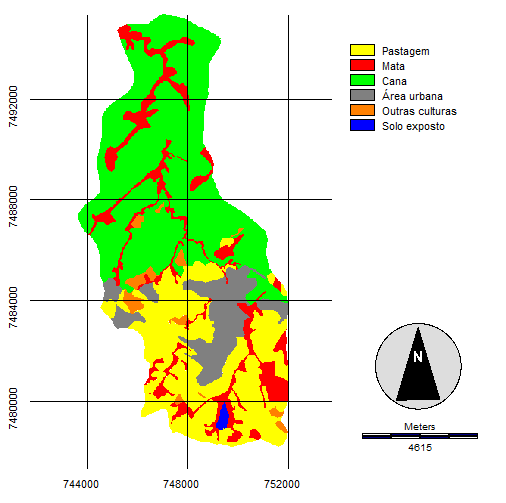 Pastagem
Mata
Cana
Área urbana
Outras culturas
Solo exposto
7492000
7488000
7484000
7480000
744000 748000 752000
N
Meters
4615